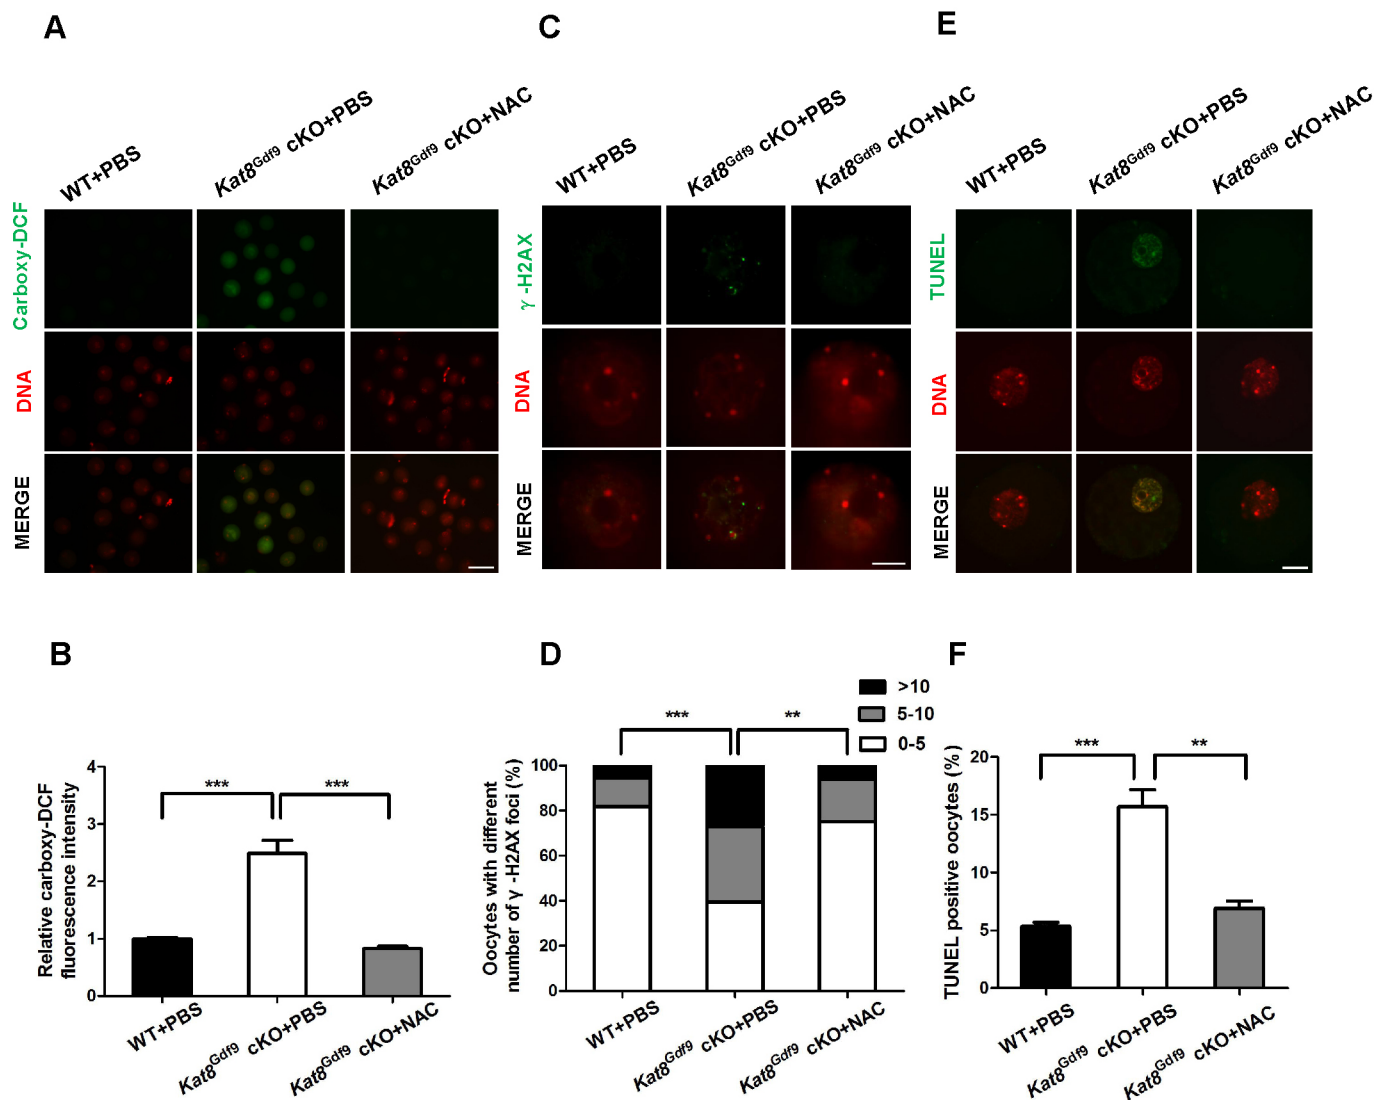 A
C
E
WT+PBS
Kat8Gdf9 cKO+PBS
Kat8Gdf9 cKO+NAC
WT+PBS
Kat8Gdf9 cKO+PBS
Kat8Gdf9 cKO+NAC
WT+PBS
Kat8Gdf9 cKO+PBS
Kat8Gdf9 cKO+NAC
Carboxy-DCF
DNA
MERGE
γ-H2AX
DNA
MERGE
TUNEL
DNA
MERGE
B
Relative carboxy-DCF
fluorescence intensity
4
3
2
1
0
***
***
WT+PBS
Kat8Gdf9 cKO+PBS
Kat8Gdf9 cKO+NAC
D
>10
5-10
0-5
Oocytes with different
number of γ-H2AX foci (%)
100
80
60
40
20
0
***
**
WT+PBS
Kat8Gdf9 cKO+PBS
Kat8Gdf9 cKO+NAC
F
TUNEL positive oocytes (%)
20
15
10
5
0
***
**
WT+PBS
Kat8Gdf9 cKO+PBS
Kat8Gdf9 cKO+NAC